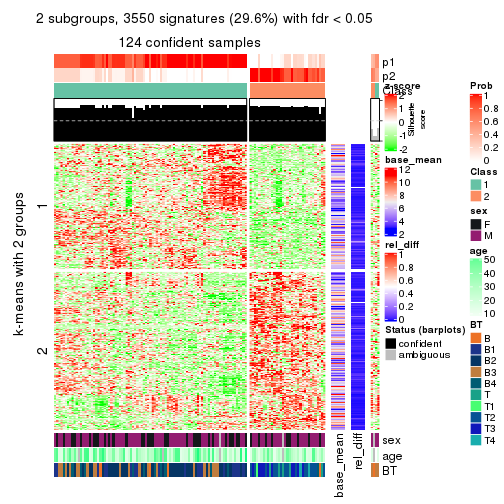 2 subgroups, 3550 signatures (29.6%) with fdr < 0.05
124 confident samples
p1
p2
Class
Silhouette
score
k-means with 2 groups
1
2
sex
age
BT
base_mean
rel_diff
z-score
2
1
0
-1
-2
base_mean
12
10
8
6
4
2
rel_diff
1
0.8
0.6
0.4
0.2
0
Status (barplots)
confident
ambiguous
Prob
1
0.8
0.6
0.4
0.2
0
Class
1
2
sex
F
M
age
50
40
30
20
10
BT
B
B1
B2
B3
B4
T
T1
T2
T3
T4